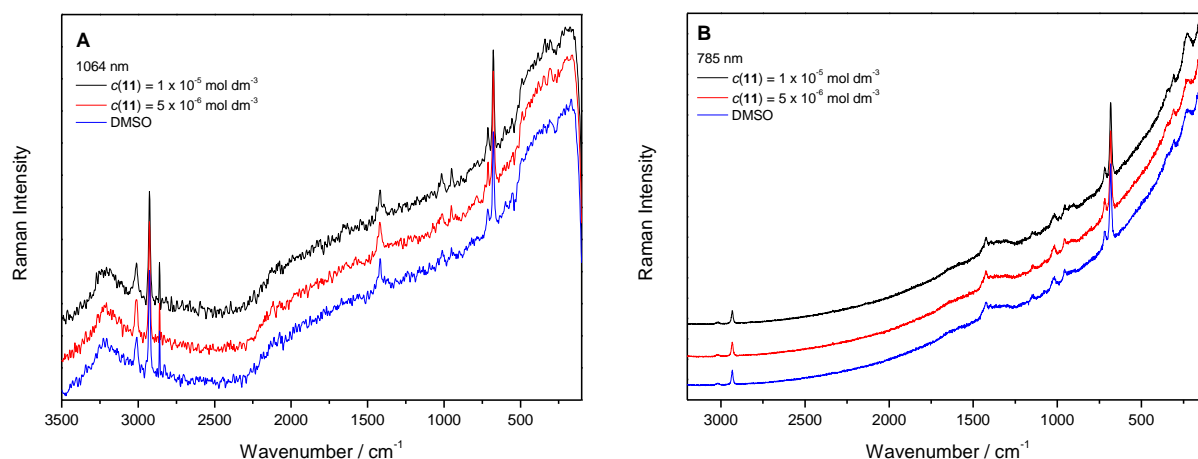 A
1064 nm
c(11) = 1 x 10⁻⁵ mol dm⁻³
c(11) = 5 x 10⁻⁶ mol dm⁻³
DMSO
Raman Intensity
3500 3000 2500 2000 1500 1000 500
Wavenumber / cm⁻¹
B
785 nm
c(11) = 1 x 10⁻⁵ mol dm⁻³
c(11) = 5 x 10⁻⁶ mol dm⁻³
DMSO
Raman Intensity
3000 2500 2000 1500 1000 500
Wavenumber / cm⁻¹